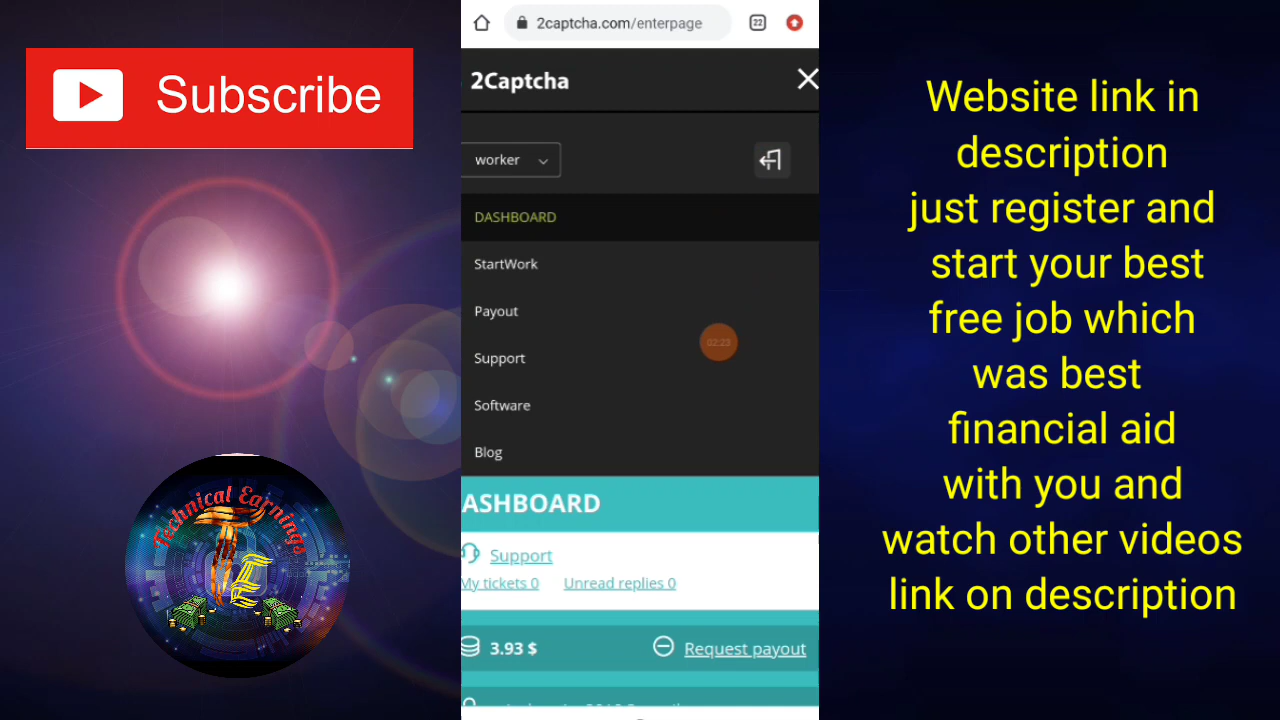 Subscribe
Technical Earnings
2captcha.com/enterpage
22
2Captcha
worker
DASHBOARD
StartWork
Payout
02:23
Support
Software
Blog
ASHBOARD
Support
My tickets 0 Unread replies 0
3.93 $ Request payout
Website link in
description
just register and
start your best
free job which
was best
financial aid
with you and
watch other videos
link on description